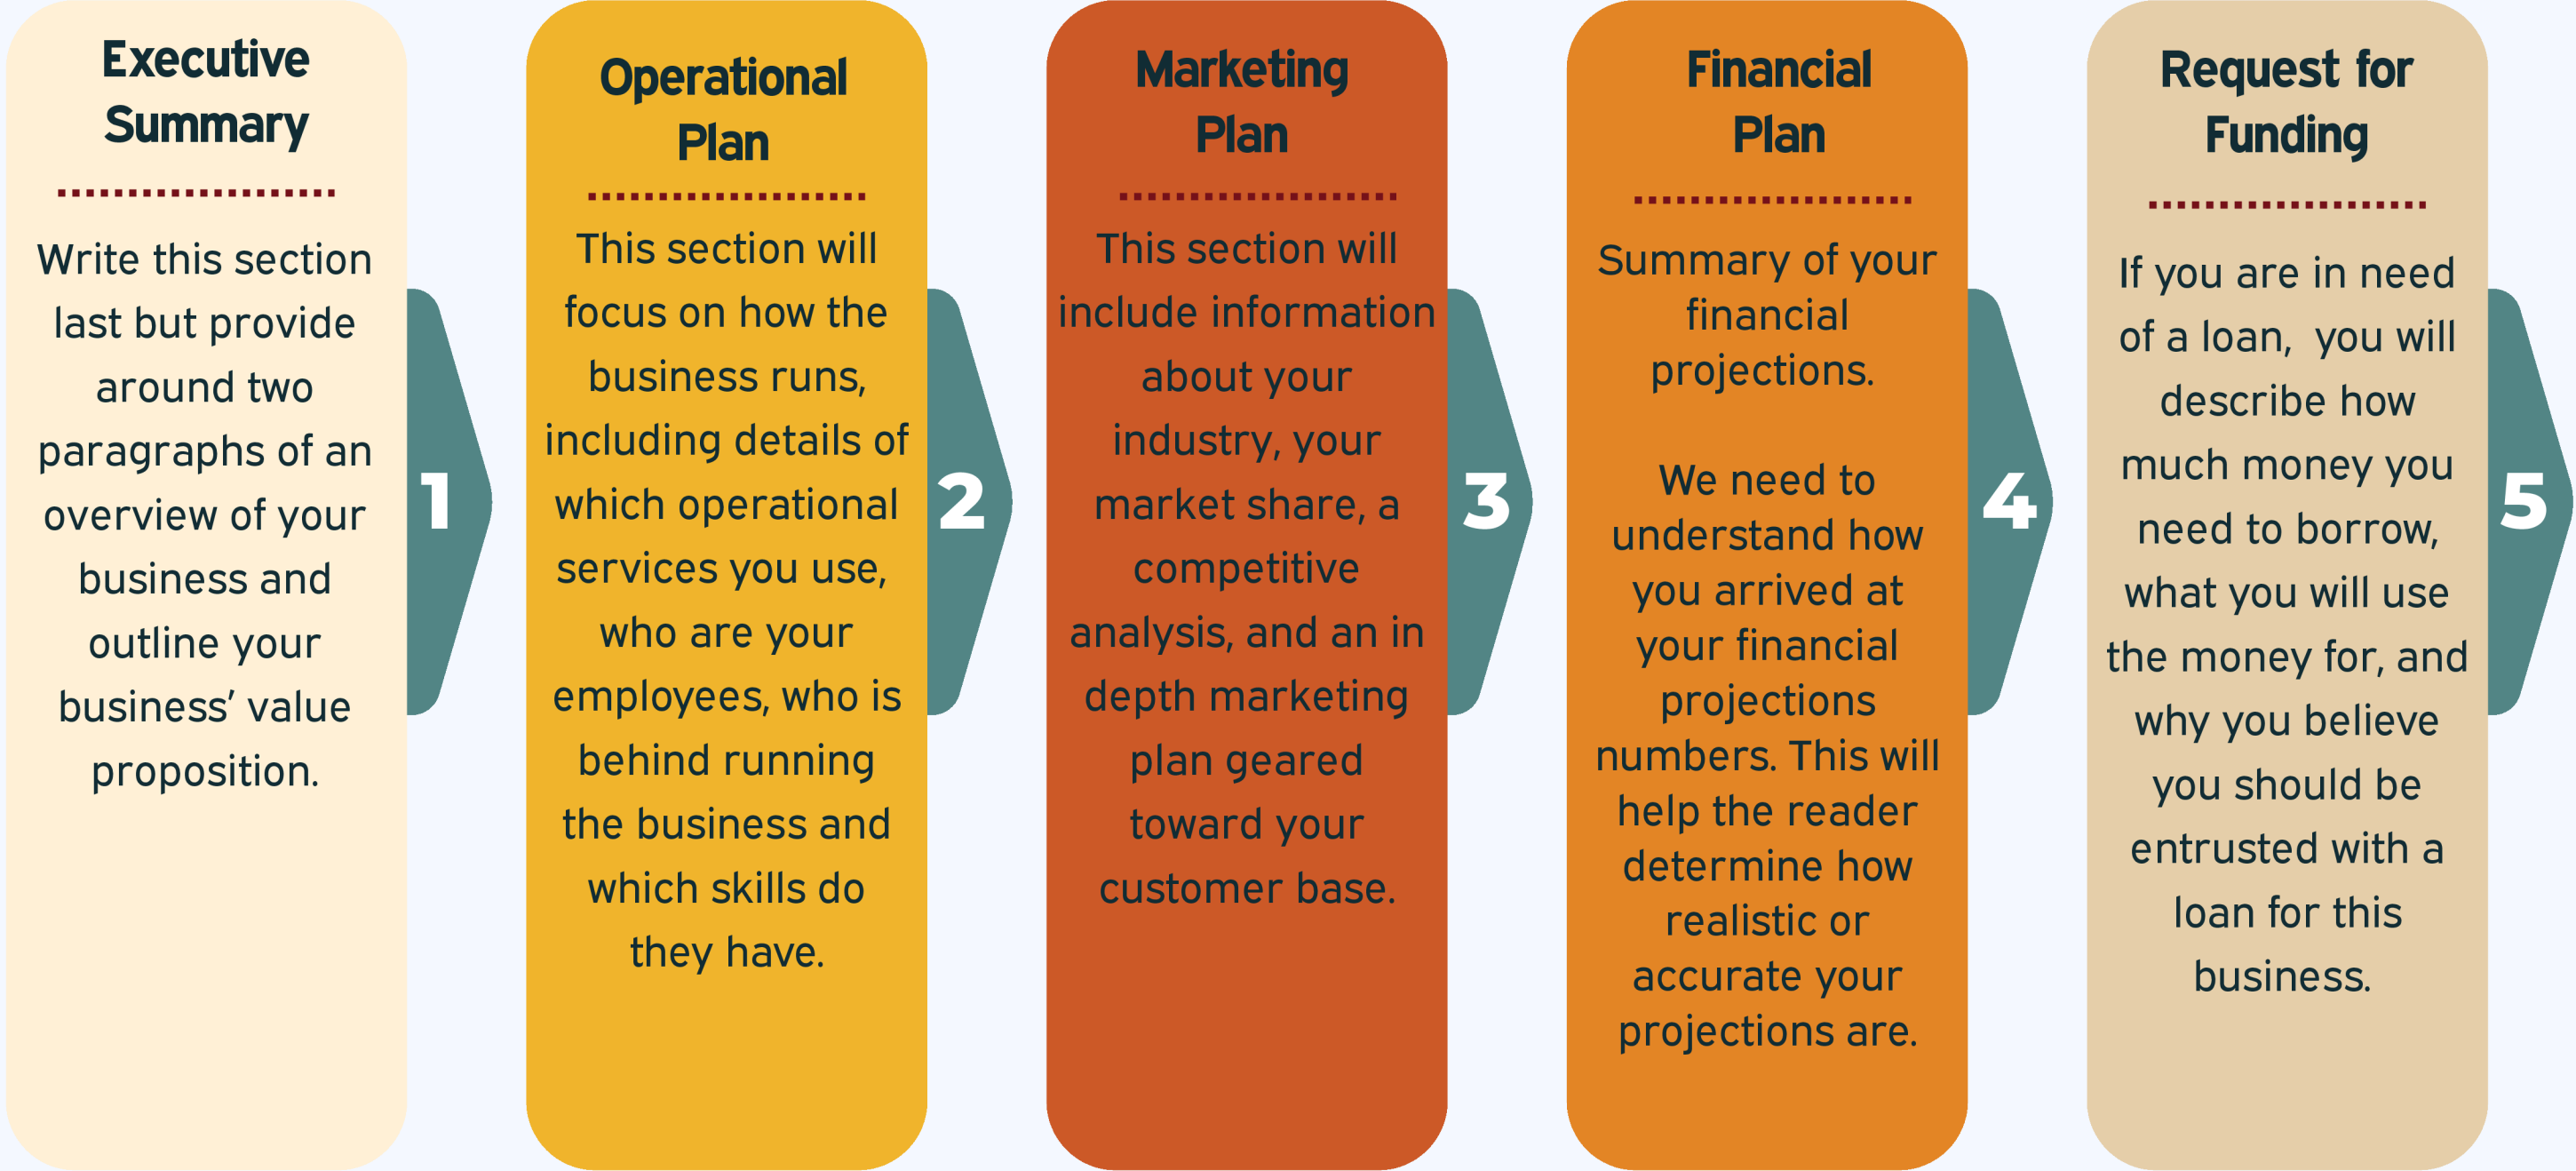 Executive
Summary
Write this section
last but provide
around two
paragraphs of an
overview of your
business and
outline your
business' value
proposition.
1
Operational
Plan
This section will
focus on how the
business runs,
including details of
which operational
services you use,
who are your
employees, who is
behind running
the business and
which skills do
they have.
2
Marketing
Plan
This section will
include information
about your
industry, your
market share, a
competitive
analysis, and an in
depth marketing
plan geared
toward your
customer base.
3
Financial
Plan
Summary of your
financial
projections.
We need to
understand how
you arrived at
your financial
projections
numbers. This will
help the reader
determine how
realistic or
accurate your
projections are.
4
Request for
Funding
If you are in need
of a loan,  you will
describe how
much money you
need to borrow,
what you will use
the money for, and
why you believe
you should be
entrusted with a
loan for this
business.
5